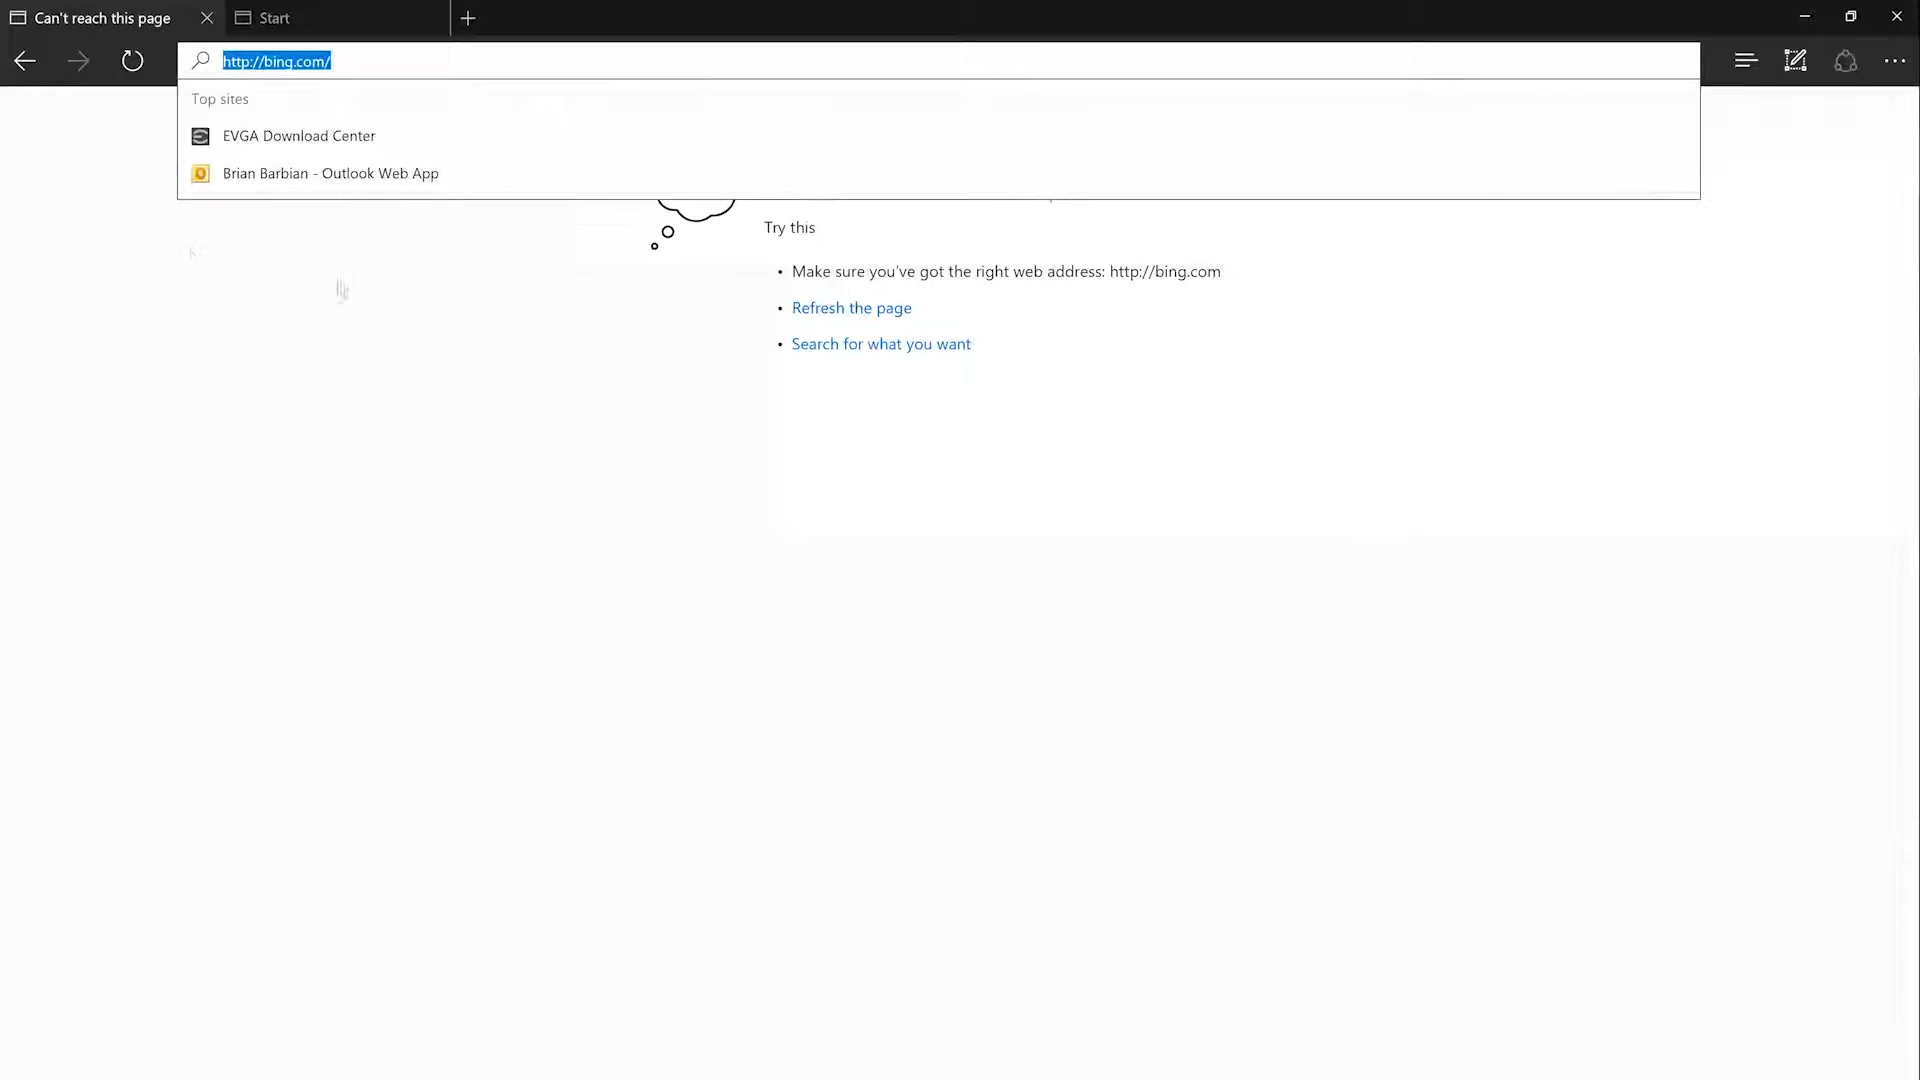 Can't reach this page
Start
http://bing.com/
Top sites
EVGA Download Center
Brian Barbian - Outlook Web App
Try this
• Make sure you've got the right web address: http://bing.com
• Refresh the page
• Search for what you want